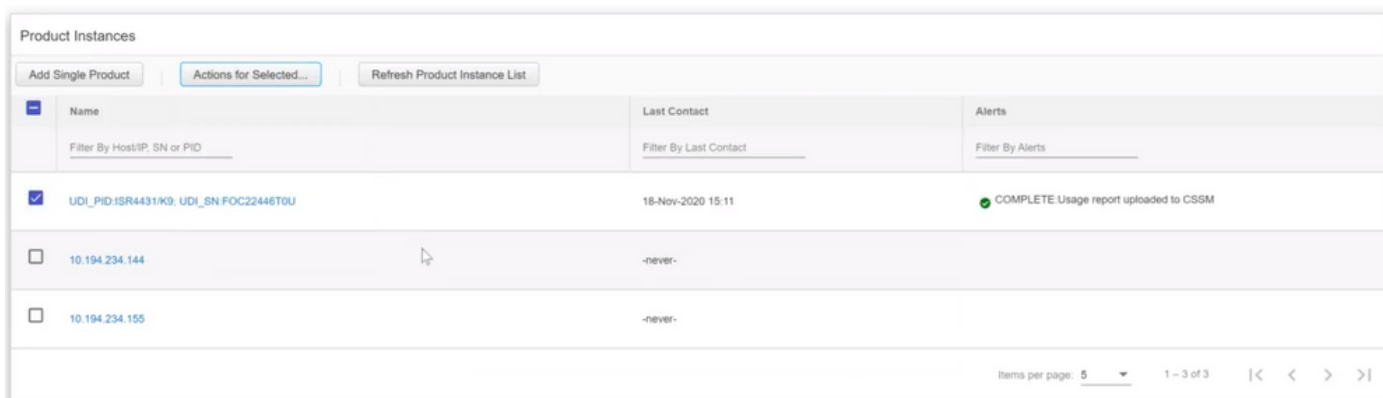 Product Instances
Add Single Product Actions for Selected... Refresh Product Instance List
Name Last Contact Alerts
Filter By Host/IP, SN or PID Filter By Last Contact Filter By Alerts
UDI_PID:ISR4431/K9; UDI_SN:FOC22446T0U 18-Nov-2020 15:11 COMPLETE:Usage report uploaded to CSSM
10.194.234.144 -never-
10.194.234.155 -never-
Items per page: 5 1 – 3 of 3